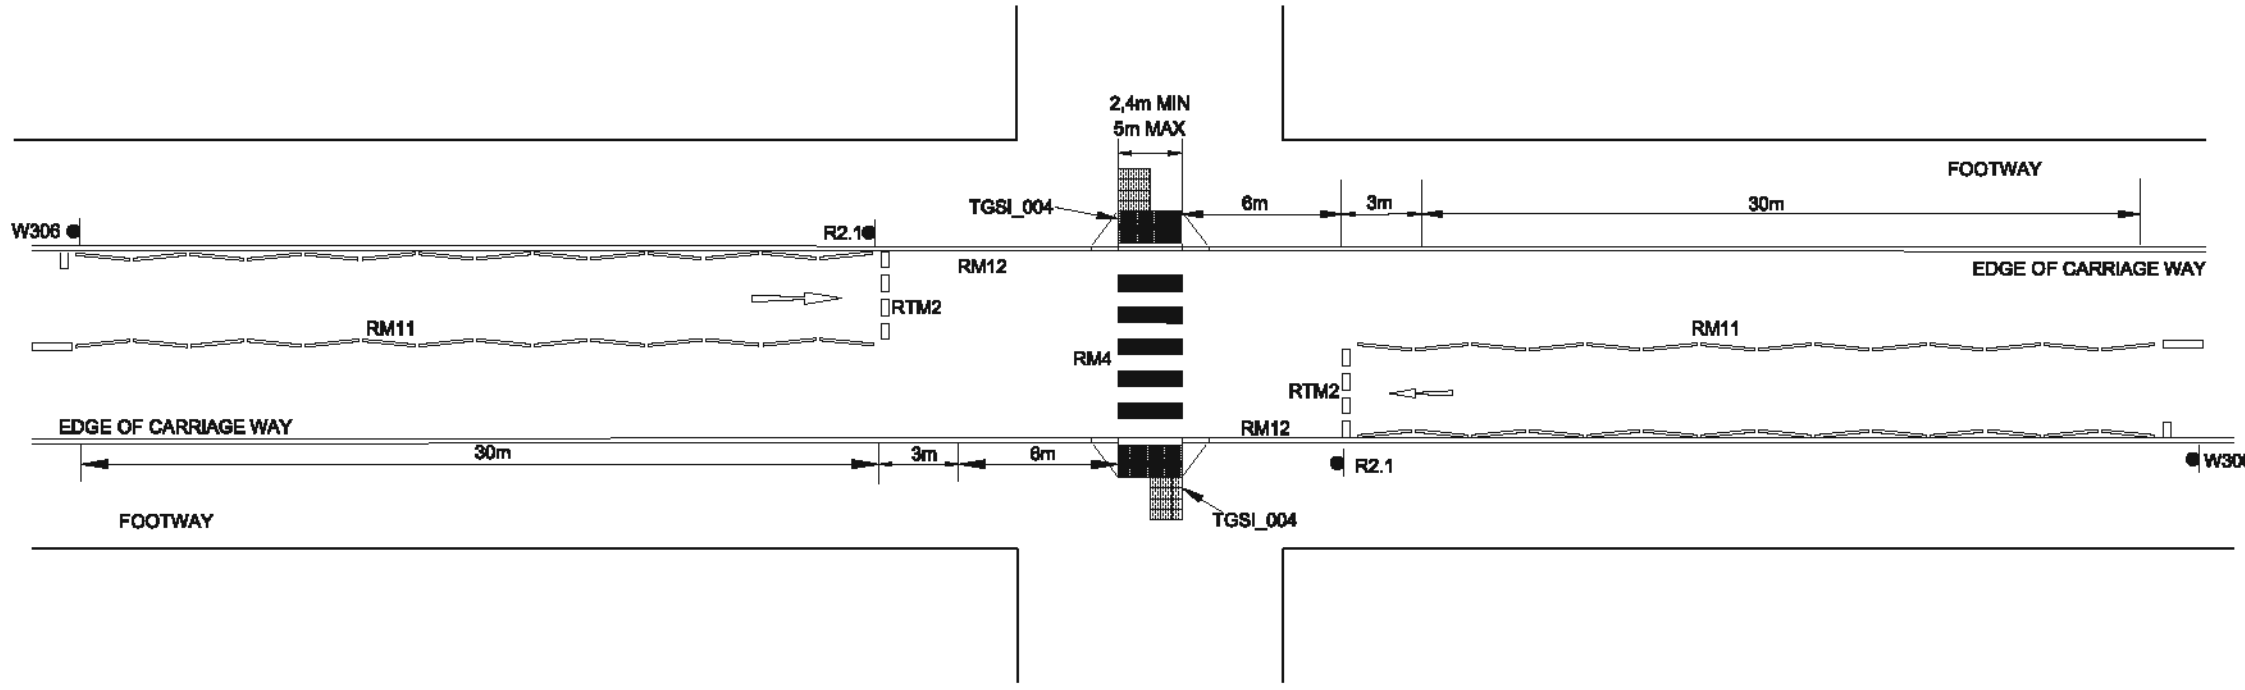 2,4m MIN
5m MAX
FOOTWAY
TGSI_004
6m
3m
30m
W306
R2.1
RM12
EDGE OF CARRIAGE WAY
RTM2
RM11
RM11
RM4
RTM2
EDGE OF CARRIAGE WAY
RM12
30m
3m
6m
R2.1
W306
FOOTWAY
TGSI_004